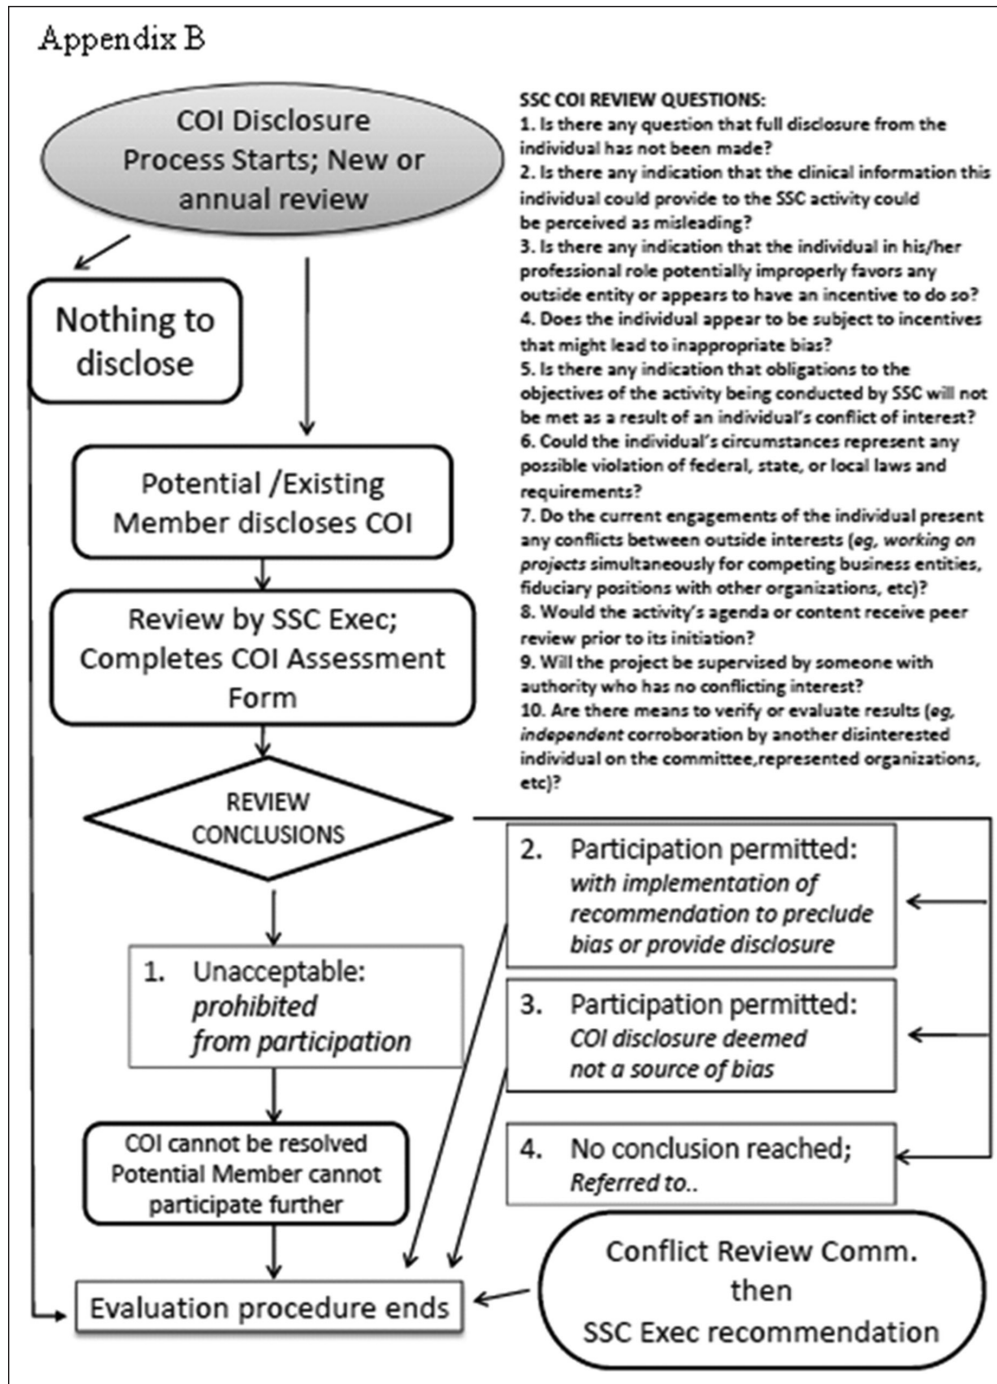 Appendix B
COI Disclosure
Process Starts; New or
annual review
Nothing to
disclose
Potential /Existing
Member discloses COI
Review by SSC Exec;
Completes COI Assessment
Form
REVIEW
CONCLUSIONS
1. Unacceptable:
prohibited
from participation
COI cannot be resolved
Potential Member cannot
participate further
Evaluation procedure ends
SSC COI REVIEW QUESTIONS:
1. Is there any question that full disclosure from the
individual has not been made?
2. Is there any indication that the clinical information this
individual could provide to the SSC activity could
be perceived as misleading?
3. Is there any indication that the individual in his/her
professional role potentially improperly favors any
outside entity or appears to have an incentive to do so?
4. Does the individual appear to be subject to incentives
that might lead to inappropriate bias?
5. Is there any indication that obligations to the
objectives of the activity being conducted by SSC will not
be met as a result of an individual's conflict of interest?
6. Could the individual's circumstances represent any
possible violation of federal, state, or local laws and
requirements?
7. Do the current engagements of the individual present
any conflicts between outside interests (eg, working on
projects simultaneously for competing business entities,
fiduciary positions with other organizations, etc)?
8. Would the activity's agenda or content receive peer
review prior to its initiation?
9. Will the project be supervised by someone with
authority who has no conflicting interest?
10. Are there means to verify or evaluate results (eg,
independent corroboration by another disinterested
individual on the committee,represented organizations,
etc)?
2. Participation permitted:
with implementation of
recommendation to preclude
bias or provide disclosure
3. Participation permitted:
COI disclosure deemed
not a source of bias
4. No conclusion reached;
Referred to..
Conflict Review Comm.
then
SSC Exec recommendation